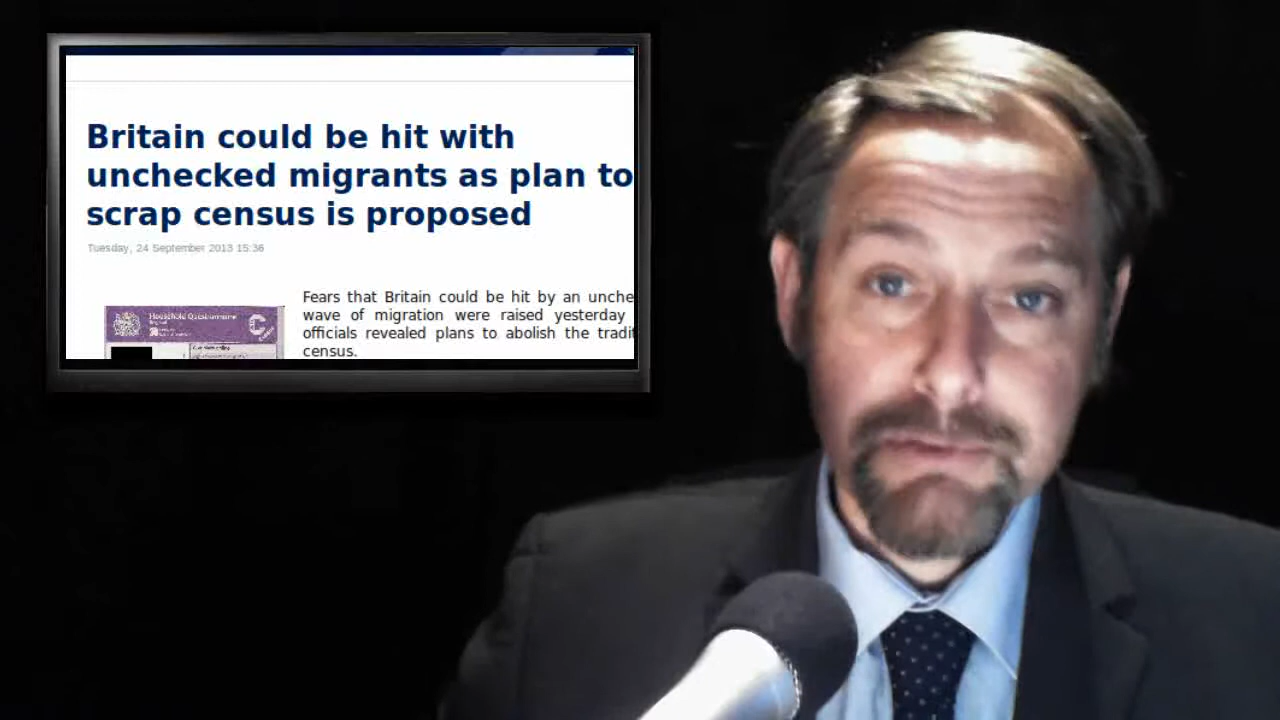 Britain could be hit with
unchecked migrants as plan to
scrap census is proposed
Tuesday, 24 September 2013 15:36
Fears that Britain could be hit by an unche
wave of migration were raised yesterday
officials revealed plans to abolish the tradit
census.
Household Questionnaire